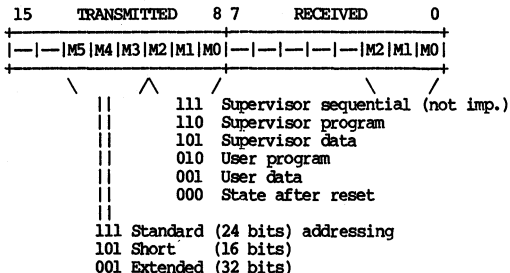 15 TRANSMITTED 8 7 RECEIVED 0
|—|—|M5|M4|M3|M2|M1|M0|—|—|—|—|—|M2|M1|M0|
111 Supervisor sequential (not imp.)
110 Supervisor program
101 Supervisor data
010 User program
001 User data
000 State after reset
111 Standard (24 bits) addressing
101 Short (16 bits)
001 Extended (32 bits)